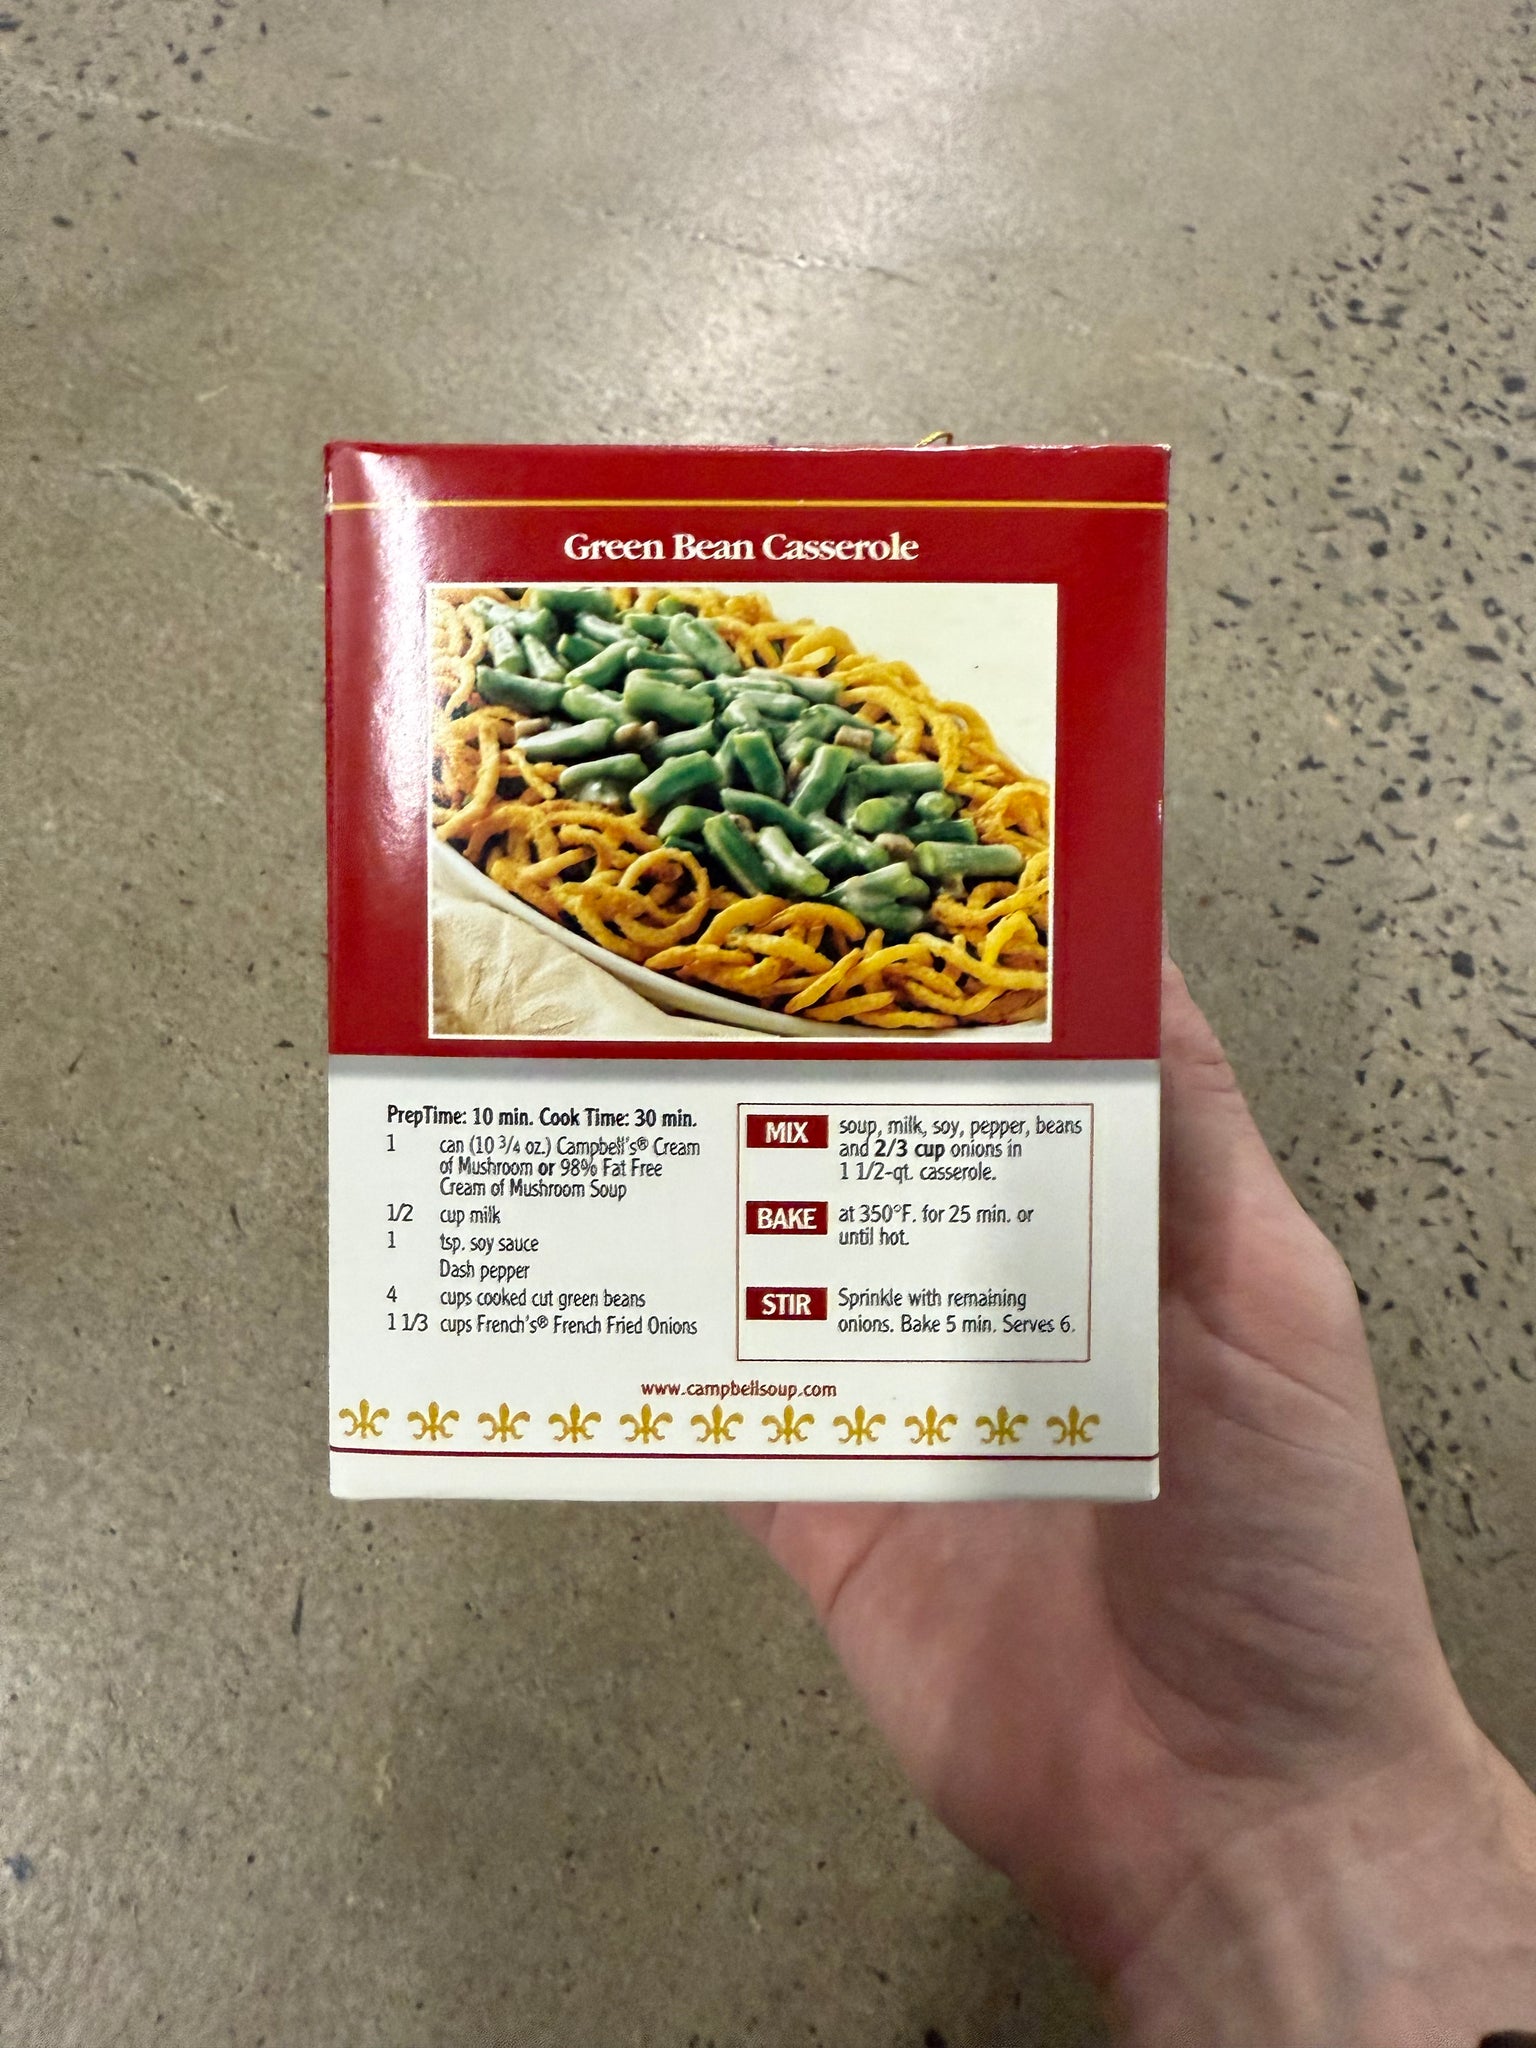 Green Bean Casserole
PrepTime: 10 min. Cook Time: 30 min.
1 can (10 3/4 oz.) Campbell's® Cream
of Mushroom or 98% Fat Free
Cream of Mushroom Soup
1/2 cup milk
1 tsp. soy sauce
Dash pepper
4 cups cooked cut green beans
1 1/3 cups French's® French Fried Onions
MIX soup, milk, soy, pepper, beans
and 2/3 cup onions in
1 1/2-qt. casserole.
BAKE at 350°F. for 25 min. or
until hot.
STIR Sprinkle with remaining
onions. Bake 5 min. Serves 6.
www.campbellsoup.com